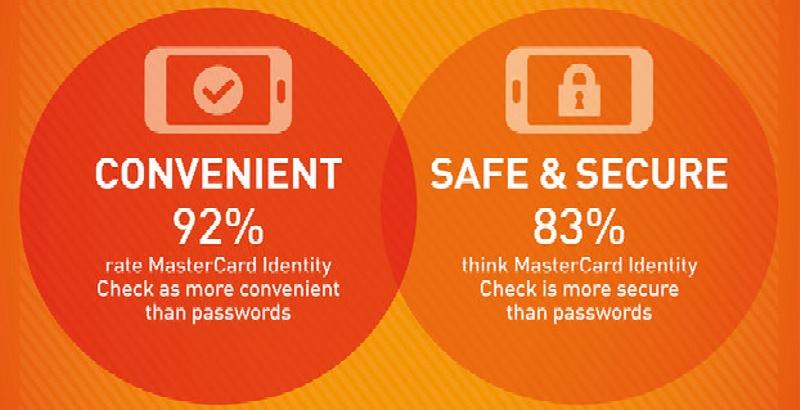 CONVENIENT
92%
rate MasterCard Identity
Check as more convenient
than passwords
SAFE & SECURE
83%
think MasterCard Identity
Check is more secure
than passwords